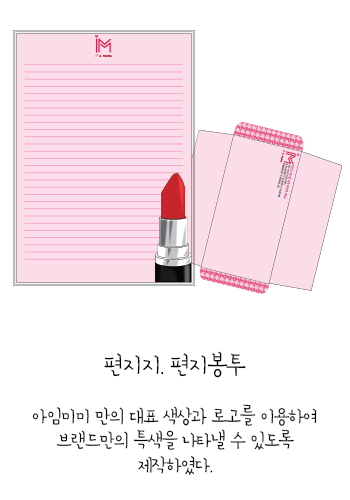 IM
편지지. 편지봉투
아임미미 만의 대표 색상과 로고를 이용하여
브랜드만의 특색을 나타낼 수 있도록
제작하였다.